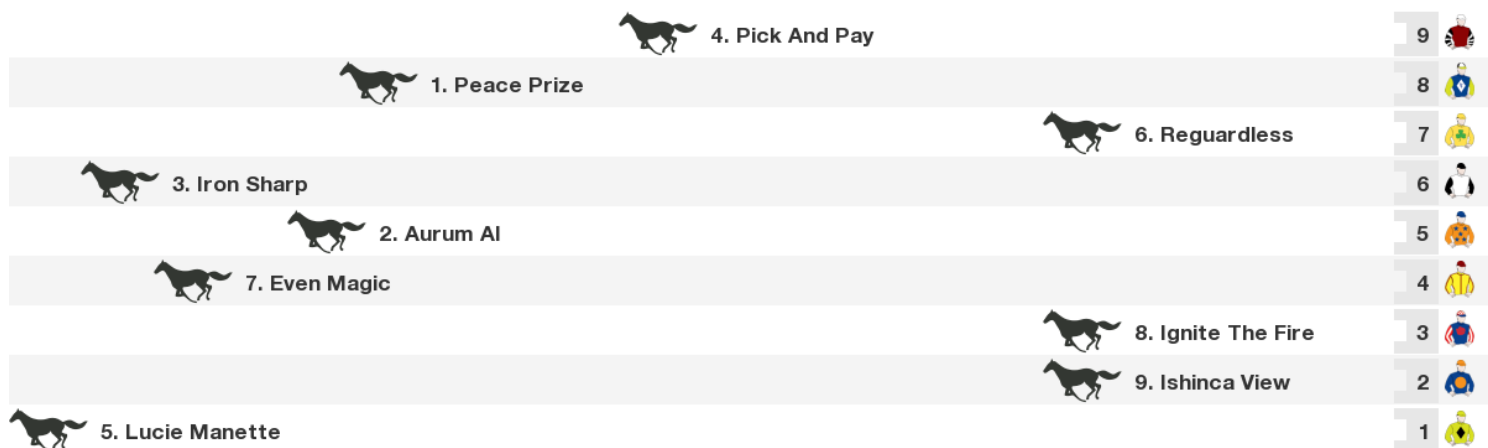 4. Pick And Pay 9
1. Peace Prize 8
6. Reguardless 7
3. Iron Sharp 6
2. Aurum Al 5
7. Even Magic 4
8. Ignite The Fire 3
9. Ishinca View 2
5. Lucie Manette 1